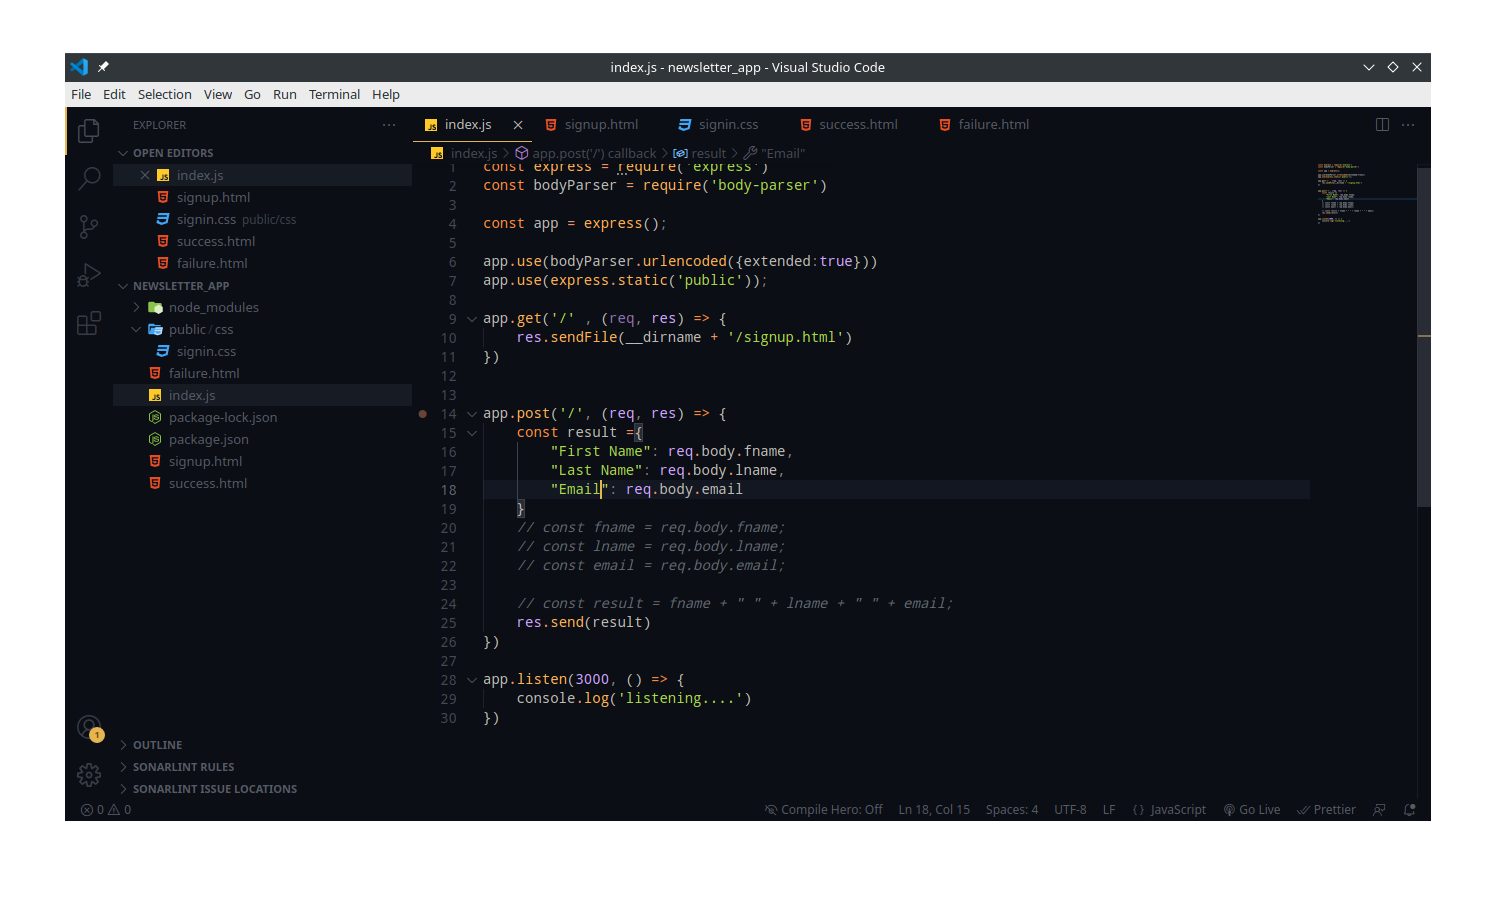 index.js - newsletter_app - Visual Studio Code
File Edit Selection View Go Run Terminal Help
EXPLORER
OPEN EDITORS
index.js
signup.html
signin.css public/css
success.html
failure.html
NEWSLETTER_APP
node_modules
public / css
signin.css
failure.html
index.js
package-lock.json
package.json
signup.html
success.html
OUTLINE
SONARLINT RULES
SONARLINT ISSUE LOCATIONS
1
index.js signup.html signin.css success.html failure.html
index.js > app.post('/') callback > result > "Email"
1 const express = require('express')
2 const bodyParser = require('body-parser')
3
4 const app = express();
5
6 app.use(bodyParser.urlencoded({extended:true}))
7 app.use(express.static('public'));
8
9 app.get('/' , (req, res) => {
10 res.sendFile(__dirname + '/signup.html')
11 })
12
13
14 app.post('/', (req, res) => {
15 const result ={
16 "First Name": req.body.fname,
17 "Last Name": req.body.lname,
18 "Email": req.body.email
19 }
20 // const fname = req.body.fname;
21 // const lname = req.body.lname;
22 // const email = req.body.email;
23
24 // const result = fname + " " + lname + " " + email;
25 res.send(result)
26 })
27
28 app.listen(3000, () => {
29 console.log('listening....')
30 })
0 0 Compile Hero: Off Ln 18, Col 15 Spaces: 4 UTF-8 LF {} JavaScript Go Live Prettier